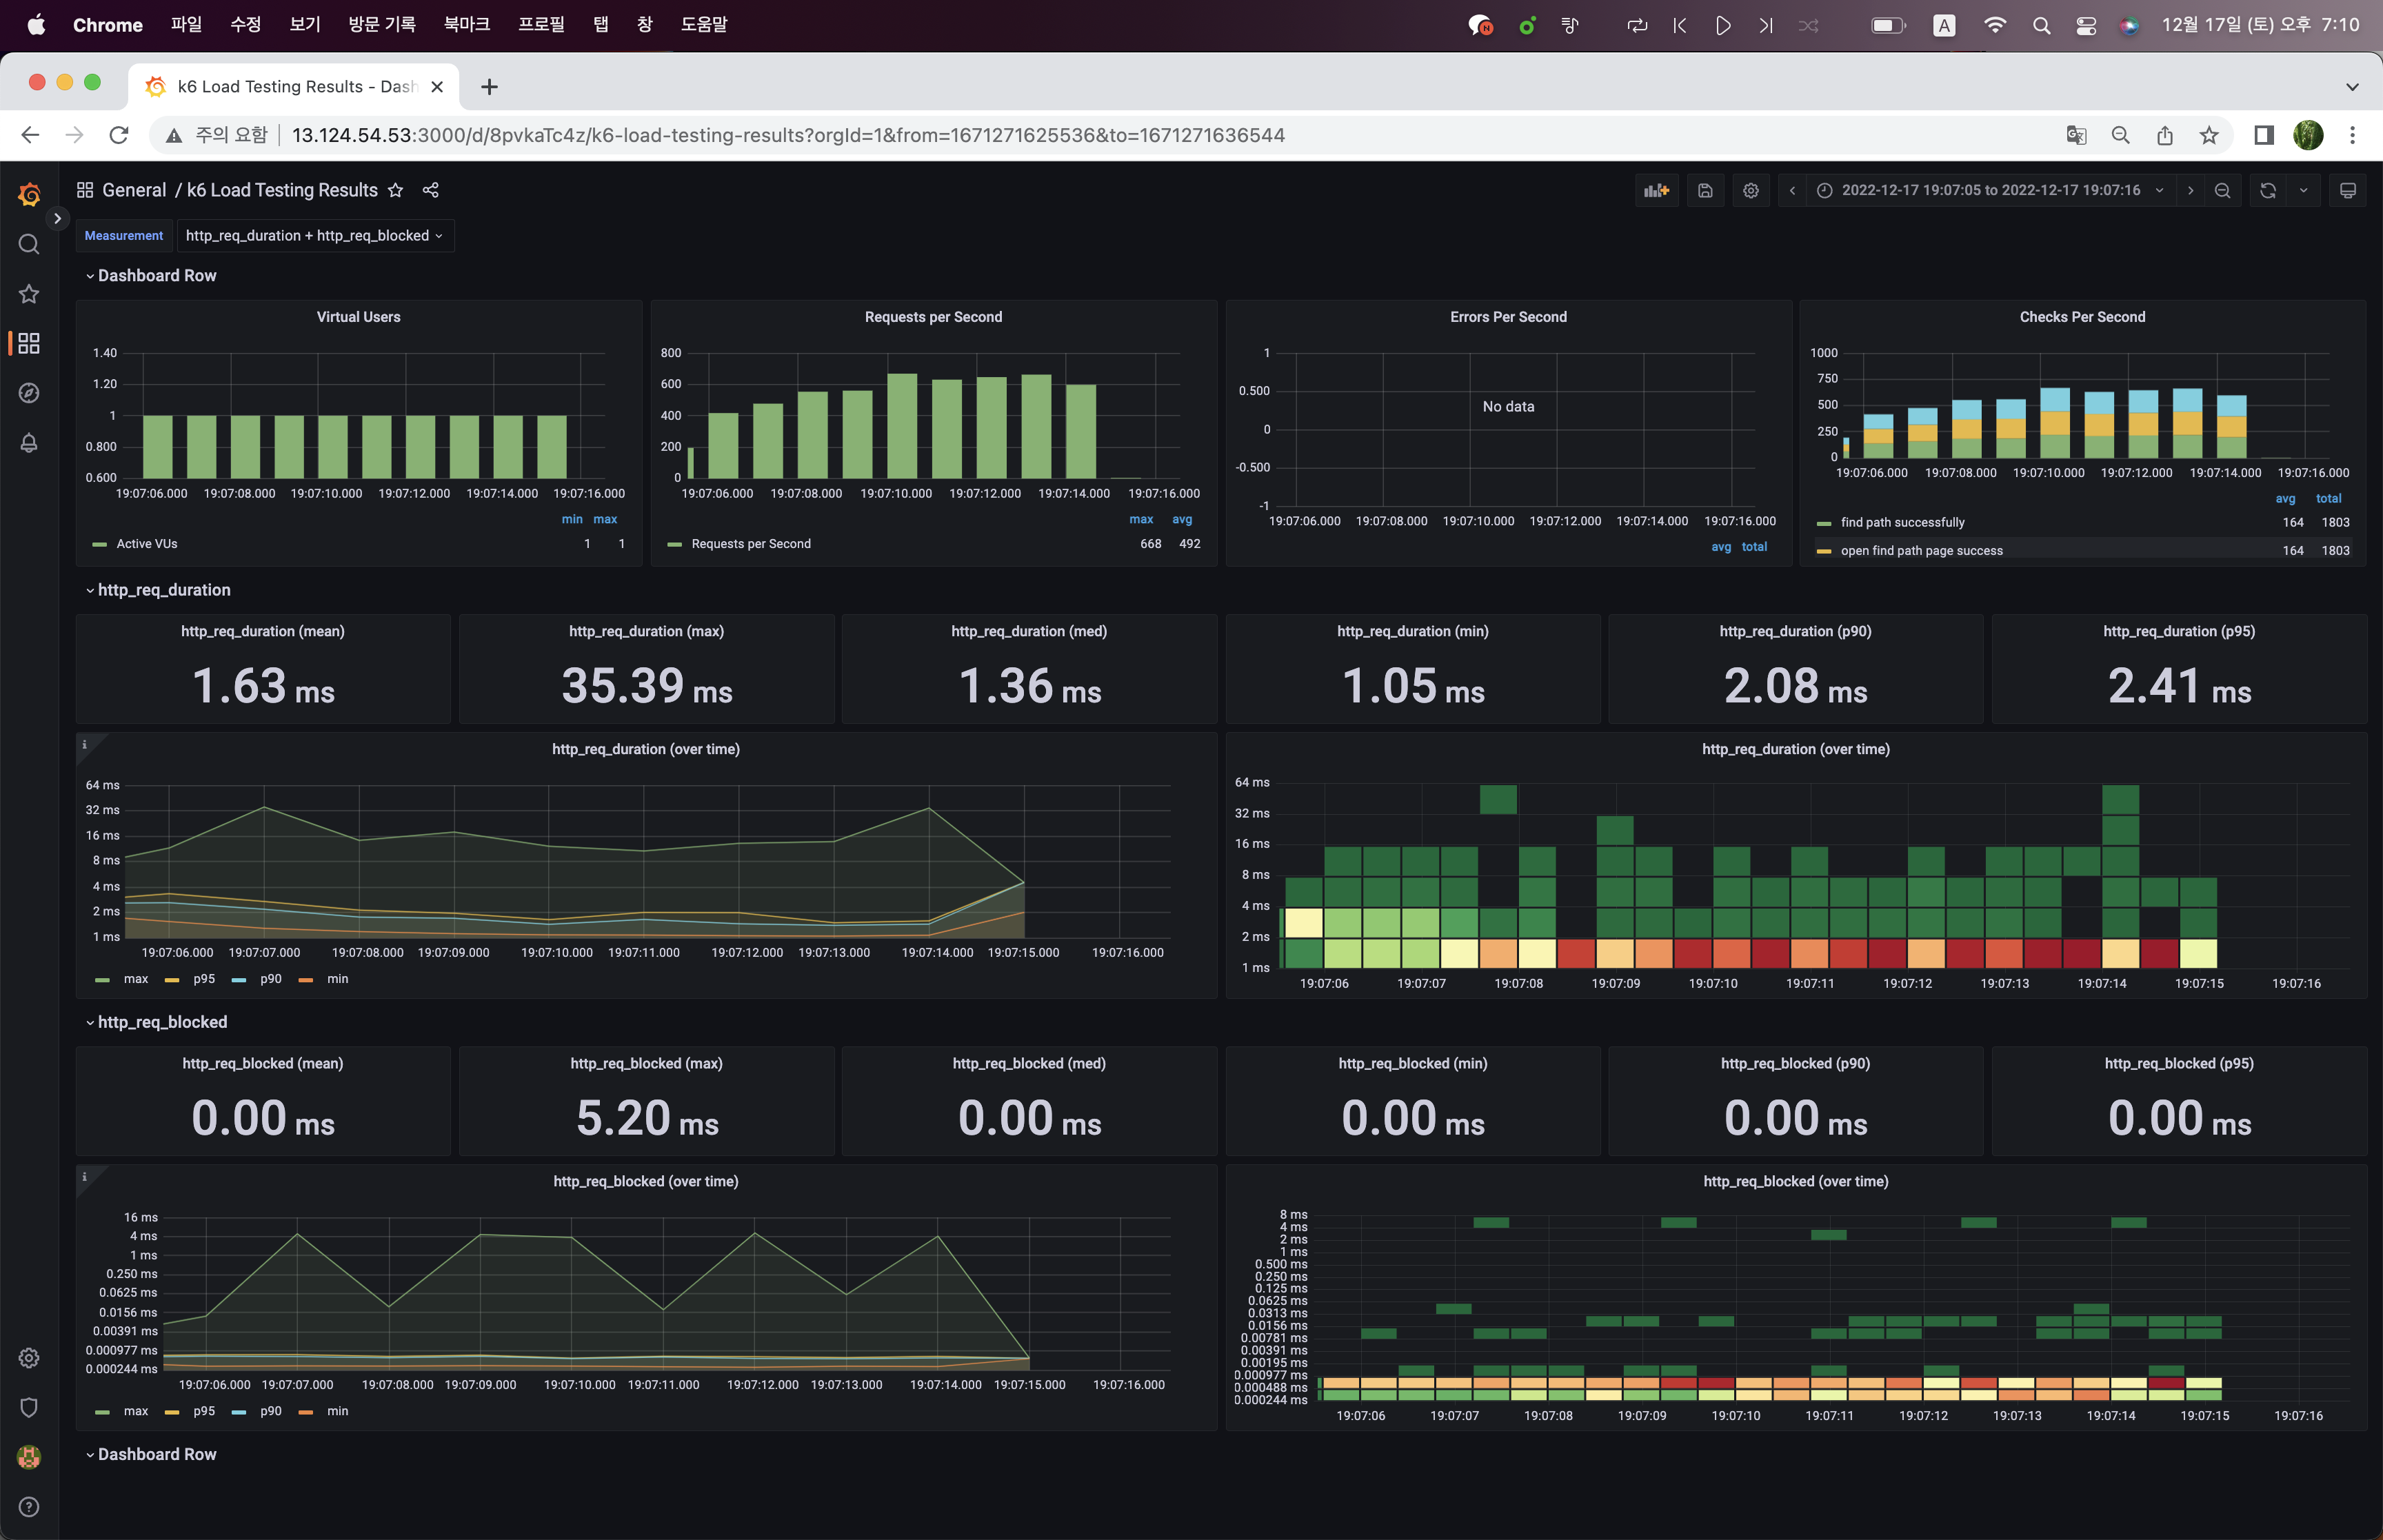 Chrome 파일 수정 보기 방문 기록 북마크 프로필 탭 창 도움말 A 12월 17일 (토) 오후 7:10
k6 Load Testing Results - Dash
주의 요함 13.124.54.53:3000/d/8pvkaTc4z/k6-load-testing-results?orgId=1&from=1671271625536&to=1671271636544
General / k6 Load Testing Results 2022-12-17 19:07:05 to 2022-12-17 19:07:16
Measurement http_req_duration + http_req_blocked
Dashboard Row
Virtual Users
1.40
1.20
1
0.800
0.600
19:07:06.000 19:07:08.000 19:07:10.000 19:07:12.000 19:07:14.000 19:07:16.000
min max
Active VUs 1 1
Requests per Second
800
600
400
200
0
19:07:06.000 19:07:08.000 19:07:10.000 19:07:12.000 19:07:14.000 19:07:16.000
max avg
Requests per Second 668 492
Errors Per Second
1
0.500
0
-0.500
-1
No data
19:07:06.000 19:07:08.000 19:07:10.000 19:07:12.000 19:07:14.000 19:07:16.000
avg total
Checks Per Second
1000
750
500
250
0
19:07:06.000 19:07:08.000 19:07:10.000 19:07:12.000 19:07:14.000 19:07:16.000
avg total
find path successfully 164 1803
open find path page success 164 1803
http_req_duration
http_req_duration (mean)
1.63 ms
http_req_duration (max)
35.39 ms
http_req_duration (med)
1.36 ms
http_req_duration (min)
1.05 ms
http_req_duration (p90)
2.08 ms
http_req_duration (p95)
2.41 ms
http_req_duration (over time)
64 ms
32 ms
16 ms
8 ms
4 ms
2 ms
1 ms
19:07:06.000 19:07:07.000 19:07:08.000 19:07:09.000 19:07:10.000 19:07:11.000 19:07:12.000 19:07:13.000 19:07:14.000 19:07:15.000 19:07:16.000
max p95 p90 min
http_req_duration (over time)
64 ms
32 ms
16 ms
8 ms
4 ms
2 ms
1 ms
19:07:06 19:07:07 19:07:08 19:07:09 19:07:10 19:07:11 19:07:12 19:07:13 19:07:14 19:07:15 19:07:16
http_req_blocked
http_req_blocked (mean)
0.00 ms
http_req_blocked (max)
5.20 ms
http_req_blocked (med)
0.00 ms
http_req_blocked (min)
0.00 ms
http_req_blocked (p90)
0.00 ms
http_req_blocked (p95)
0.00 ms
http_req_blocked (over time)
16 ms
4 ms
1 ms
0.250 ms
0.0625 ms
0.0156 ms
0.00391 ms
0.000977 ms
0.000244 ms
19:07:06.000 19:07:07.000 19:07:08.000 19:07:09.000 19:07:10.000 19:07:11.000 19:07:12.000 19:07:13.000 19:07:14.000 19:07:15.000 19:07:16.000
max p95 p90 min
http_req_blocked (over time)
8 ms
4 ms
2 ms
1 ms
0.500 ms
0.250 ms
0.125 ms
0.0625 ms
0.0313 ms
0.0156 ms
0.00781 ms
0.00391 ms
0.00195 ms
0.000977 ms
0.000488 ms
0.000244 ms
19:07:06 19:07:07 19:07:08 19:07:09 19:07:10 19:07:11 19:07:12 19:07:13 19:07:14 19:07:15 19:07:16
Dashboard Row